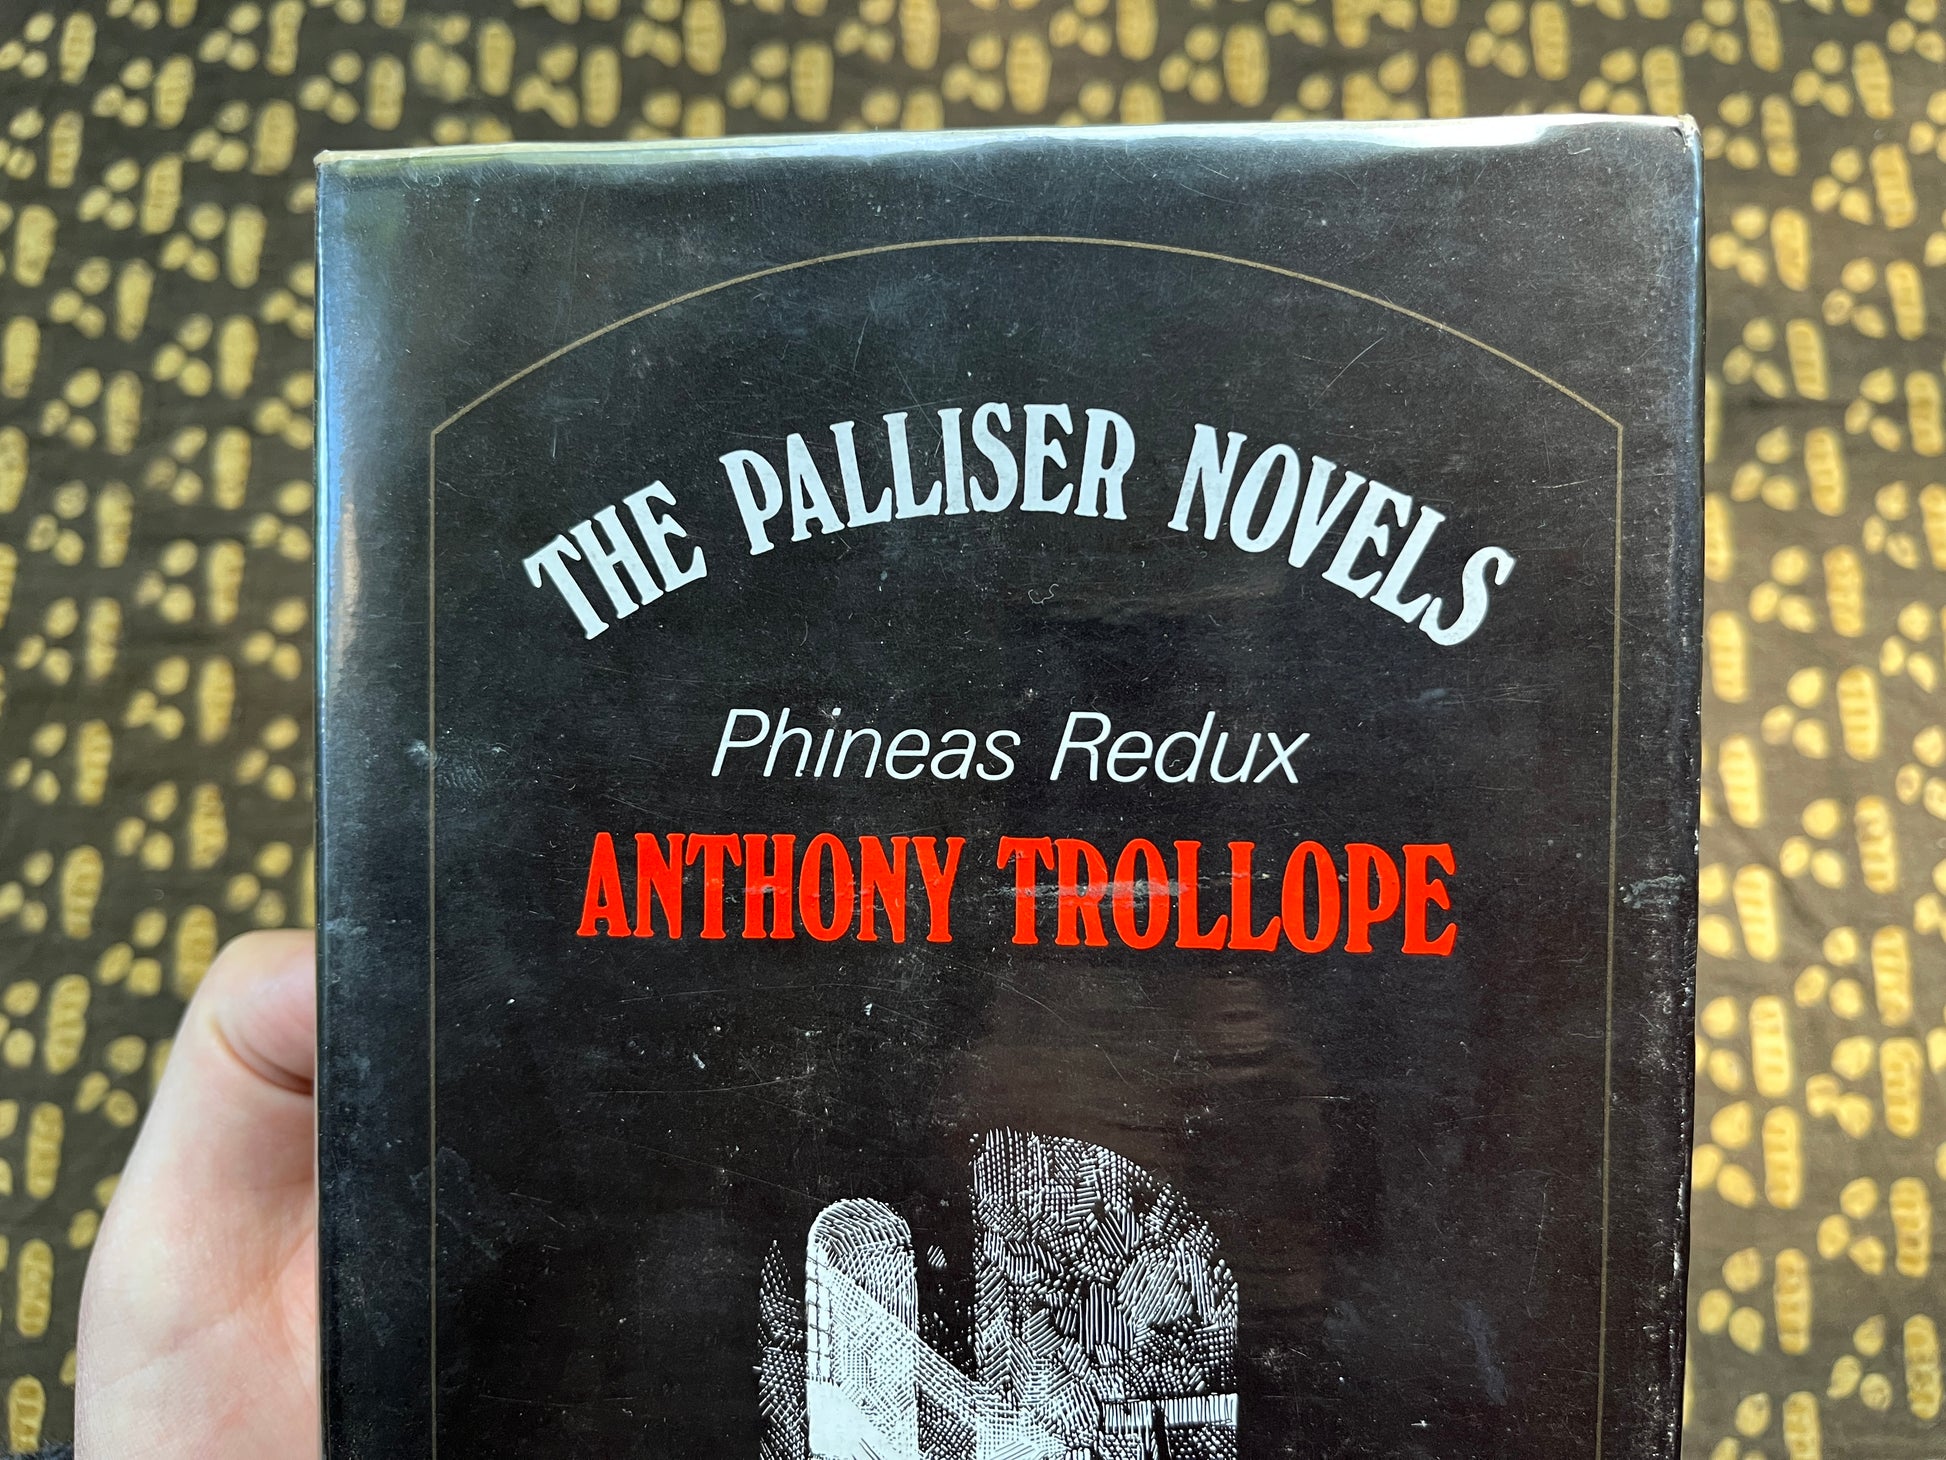 THE PALLISER NOVELS
Phineas Redux
ANTHONY TROLLOPE